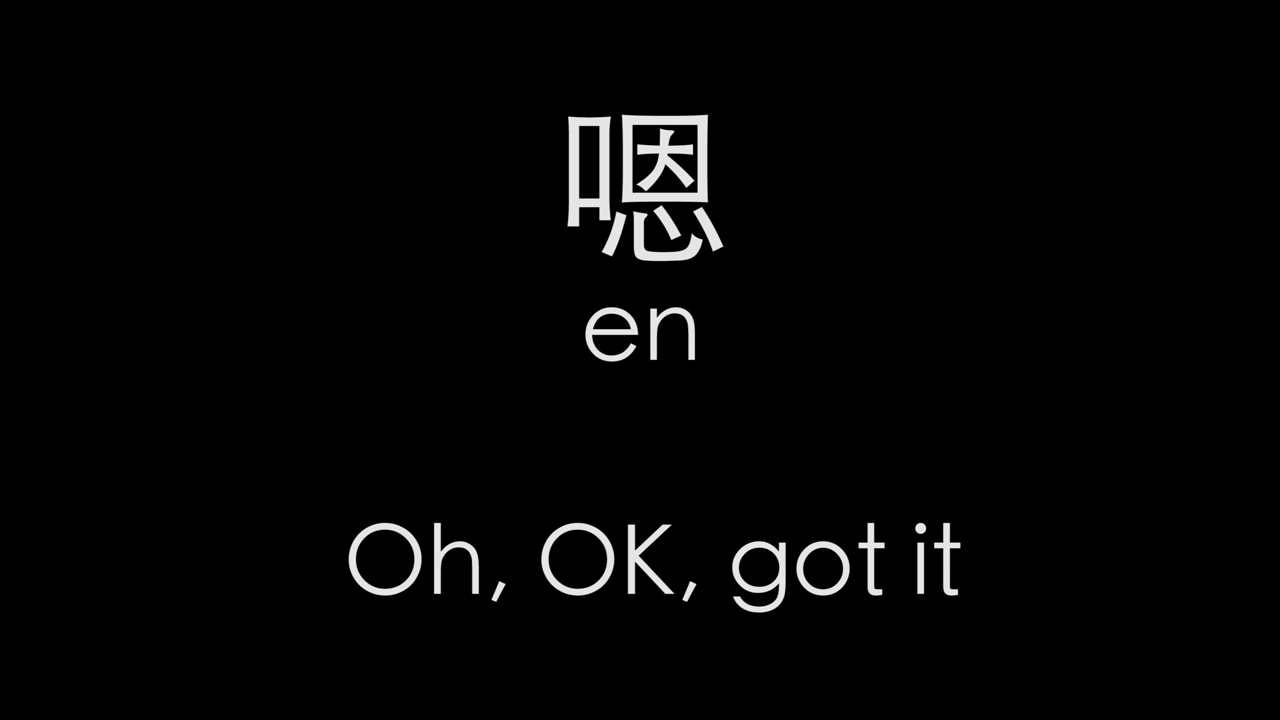 嗯
en
Oh, OK, got it